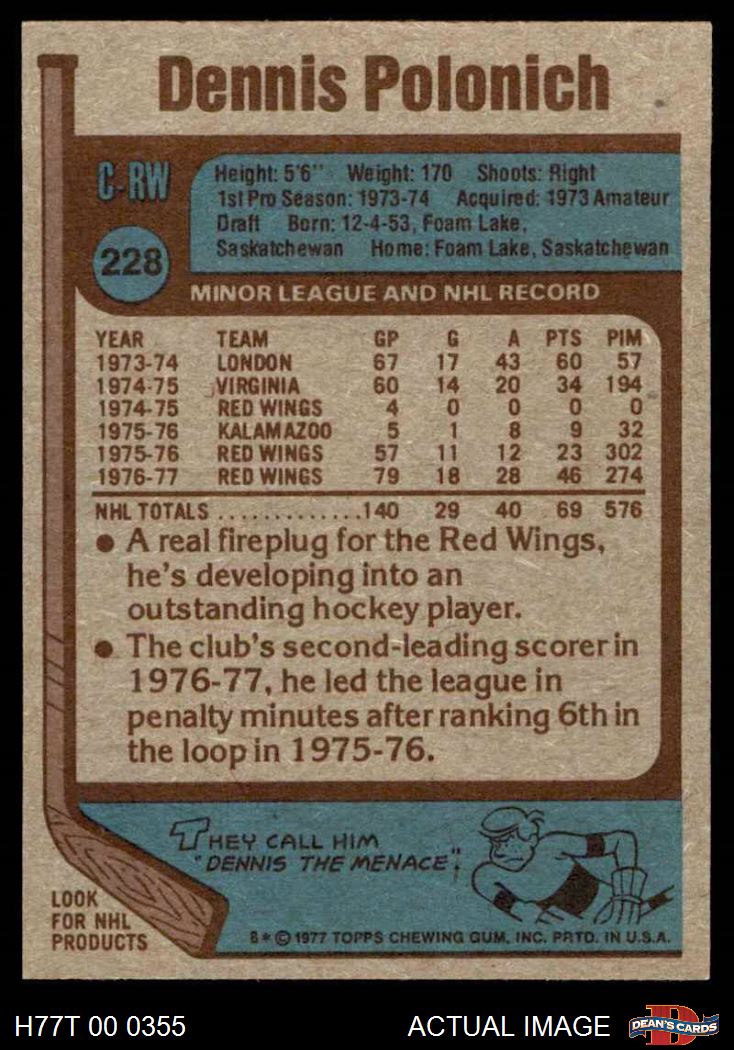 Dennis Polonich
C-RW
Height: 5'6" Weight: 170 Shoots: Right
1st Pro Season: 1973-74 Acquired: 1973 Amateur
Draft Born: 12-4-53, Foam Lake,
Saskatchewan Home: Foam Lake, Saskatchewan
228
MINOR LEAGUE AND NHL RECORD
YEAR TEAM GP G A PTS PIM
1973-74 LONDON 67 17 43 60 57
1974-75 VIRGINIA 60 14 20 34 194
1974-75 RED WINGS 4 0 0 0 0
1975-76 KALAMAZOO 5 1 8 9 32
1975-76 RED WINGS 57 11 12 23 302
1976-77 RED WINGS 79 18 28 46 274
NHL TOTALS .............140 29 40 69 576
• A real fireplug for the Red Wings,
he's developing into an
outstanding hockey player.
• The club's second-leading scorer in
1976-77, he led the league in
penalty minutes after ranking 6th in
the loop in 1975-76.
THEY CALL HIM
"DENNIS THE MENACE";
LOOK
FOR NHL
PRODUCTS
8* © 1977 TOPPS CHEWING GUM, INC. PRTD. IN U.S.A.
H77T 00 0355 ACTUAL IMAGE
D
DEAN'S CARDS